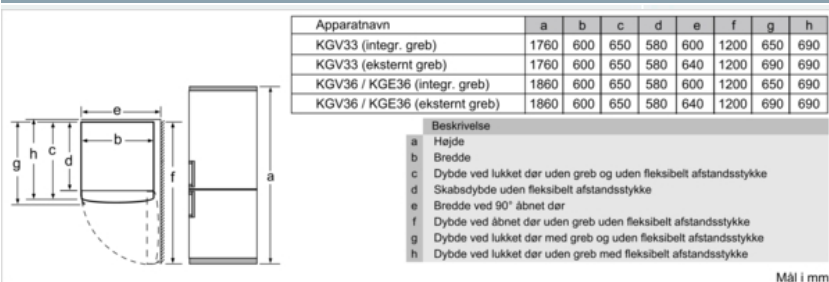 Apparatnavn a b c d e f g h
KGV33 (integr. greb) 1760 600 650 580 600 1200 650 690
KGV33 (eksternt greb) 1760 600 650 580 640 1200 690 690
KGV36 / KGE36 (integr. greb) 1860 600 650 580 600 1200 650 690
KGV36 / KGE36 (eksternt greb) 1860 600 650 580 640 1200 690 690
e
b
g h c d f a
Beskrivelse
a Højde
b Bredde
c Dybde ved lukket dør uden greb og uden fleksibelt afstandsstykke
d Skabsdybde uden fleksibelt afstandsstykke
e Bredde ved 90° åbnet dør
f Dybde ved åbnet dør uden greb uden fleksibelt afstandsstykke
g Dybde ved lukket dør med greb og uden fleksibelt afstandsstykke
h Dybde ved lukket dør uden greb med fleksibelt afstandsstykke
Mål i mm